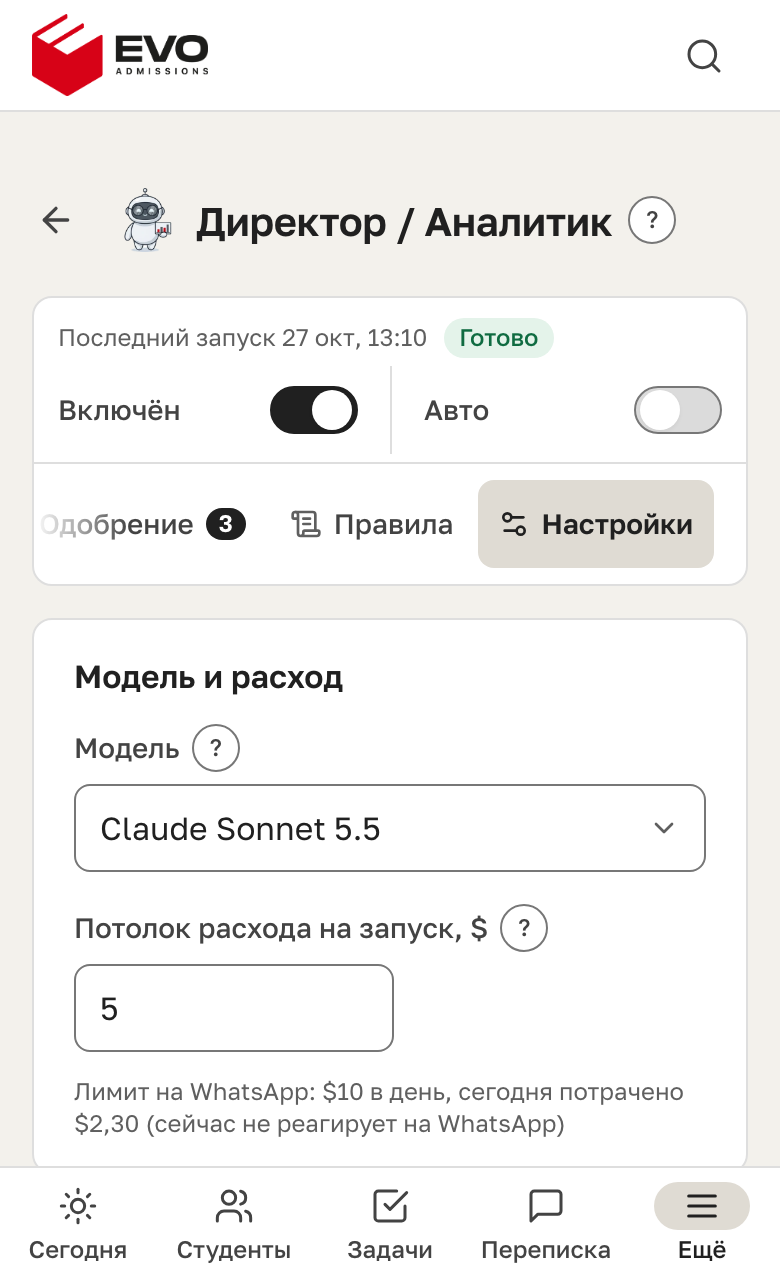 EVO
ADMISSIONS
Директор / Аналитик ?
Последний запуск 27 окт, 13:10 Готово
Включён Авто
Одобрение 3 Правила Настройки
Модель и расход
Модель ?
Claude Sonnet 5.5
Потолок расхода на запуск, $ ?
5
Лимит на WhatsApp: $10 в день, сегодня потрачено
$2,30 (сейчас не реагирует на WhatsApp)
Сегодня Студенты Задачи Переписка Ещё